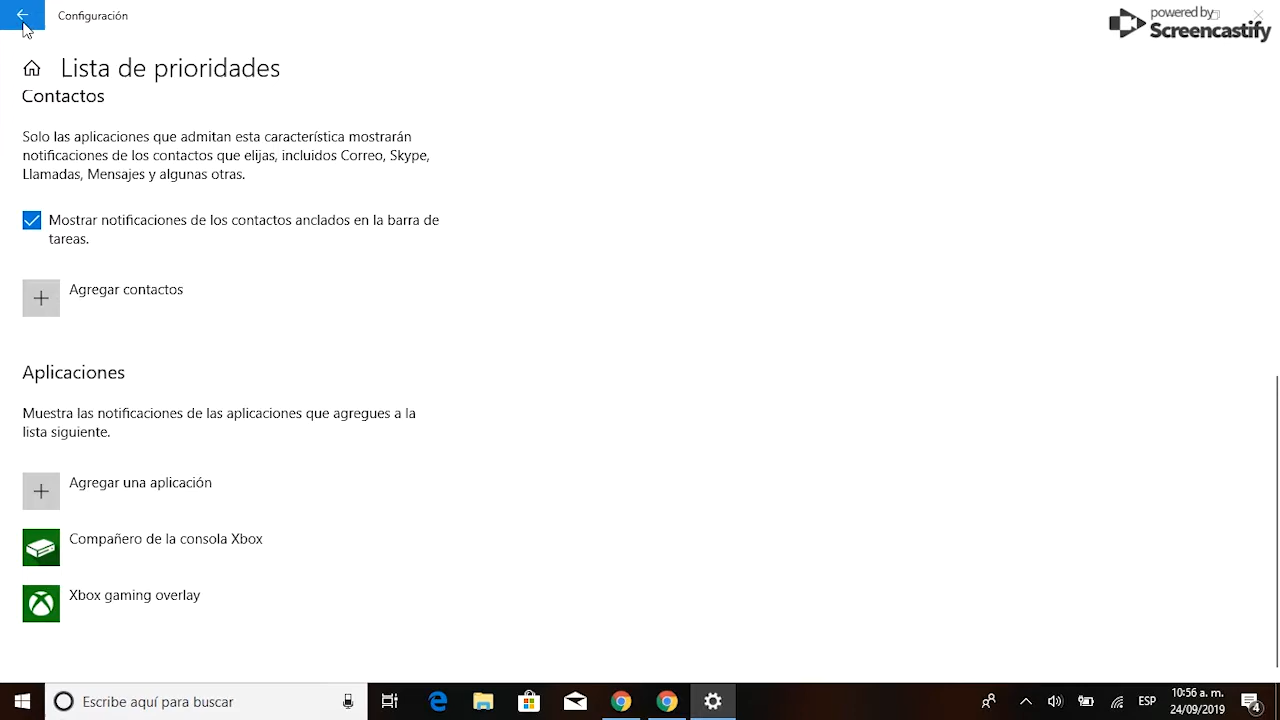 Configuración
powered by
Screencastify
Lista de prioridades
Contactos
Solo las aplicaciones que admitan esta característica mostrarán
notificaciones de los contactos que elijas, incluidos Correo, Skype,
Llamadas, Mensajes y algunas otras.
Mostrar notificaciones de los contactos anclados en la barra de
tareas.
Agregar contactos
Aplicaciones
Muestra las notificaciones de las aplicaciones que agregues a la
lista siguiente.
Agregar una aplicación
Compañero de la consola Xbox
Xbox gaming overlay
Escribe aquí para buscar
ESP
10:56 a. m.
24/09/2019
4